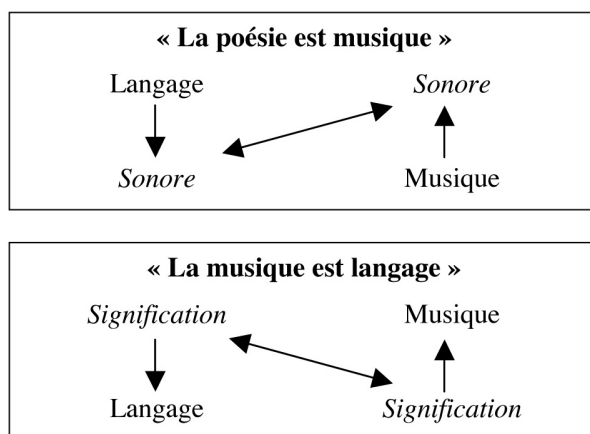 « La poésie est musique »
Langage Sonore
Sonore Musique
« La musique est langage »
Signification Musique
Langage Signification